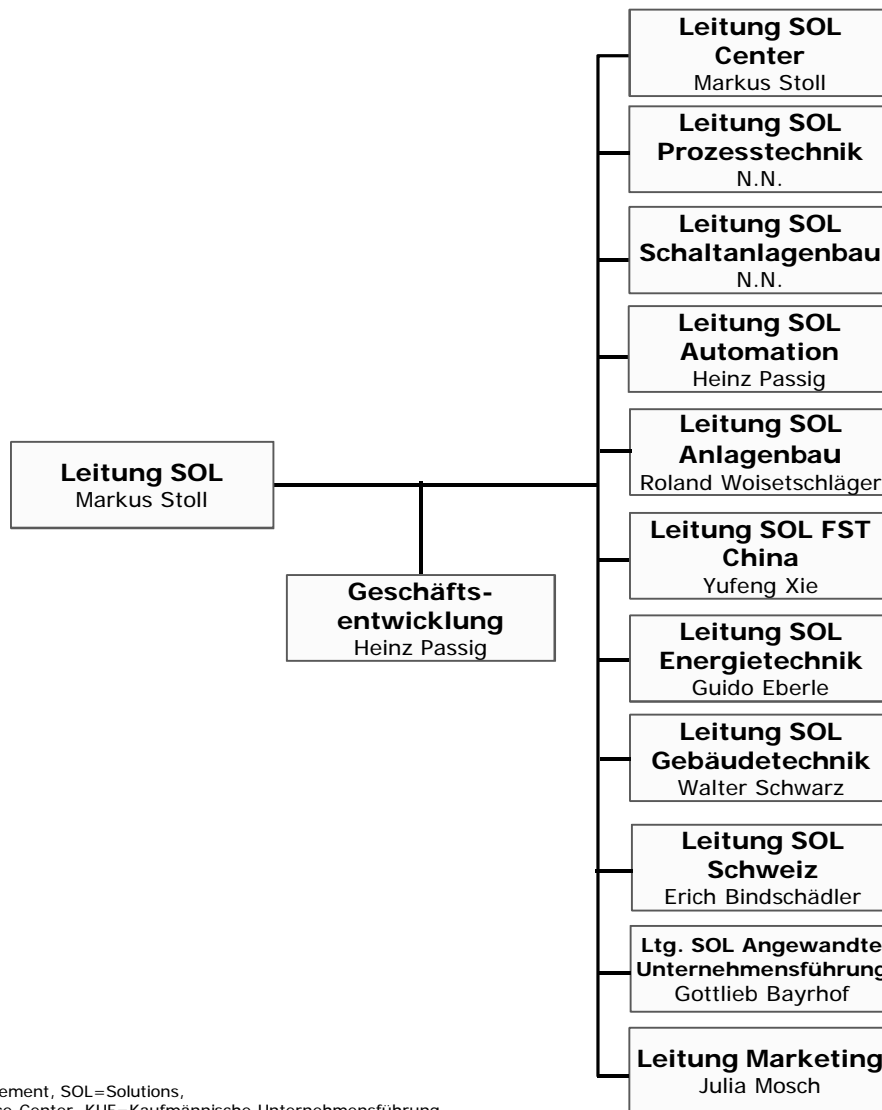 Leitung SOL
Center
Markus Stoll
Leitung SOL
Prozesstechnik
N.N.
Leitung SOL
Schaltanlagenbau
N.N.
Leitung SOL
Automation
Heinz Passig
Leitung SOL
Anlagenbau
Roland Woisetschläger
Leitung SOL
Markus Stoll
Leitung SOL FST
China
Yufeng Xie
Geschäfts-
entwicklung
Heinz Passig
Leitung SOL
Energietechnik
Guido Eberle
Leitung SOL
Gebäudetechnik
Walter Schwarz
Leitung SOL
Schweiz
Erich Bindschädler
Ltg. SOL Angewandte
Unternehmensführung
Gottlieb Bayrhof
Leitung Marketing
Julia Mosch
ement, SOL=Solutions,
Center, KUF=Kaufmännische Unternehmensführung